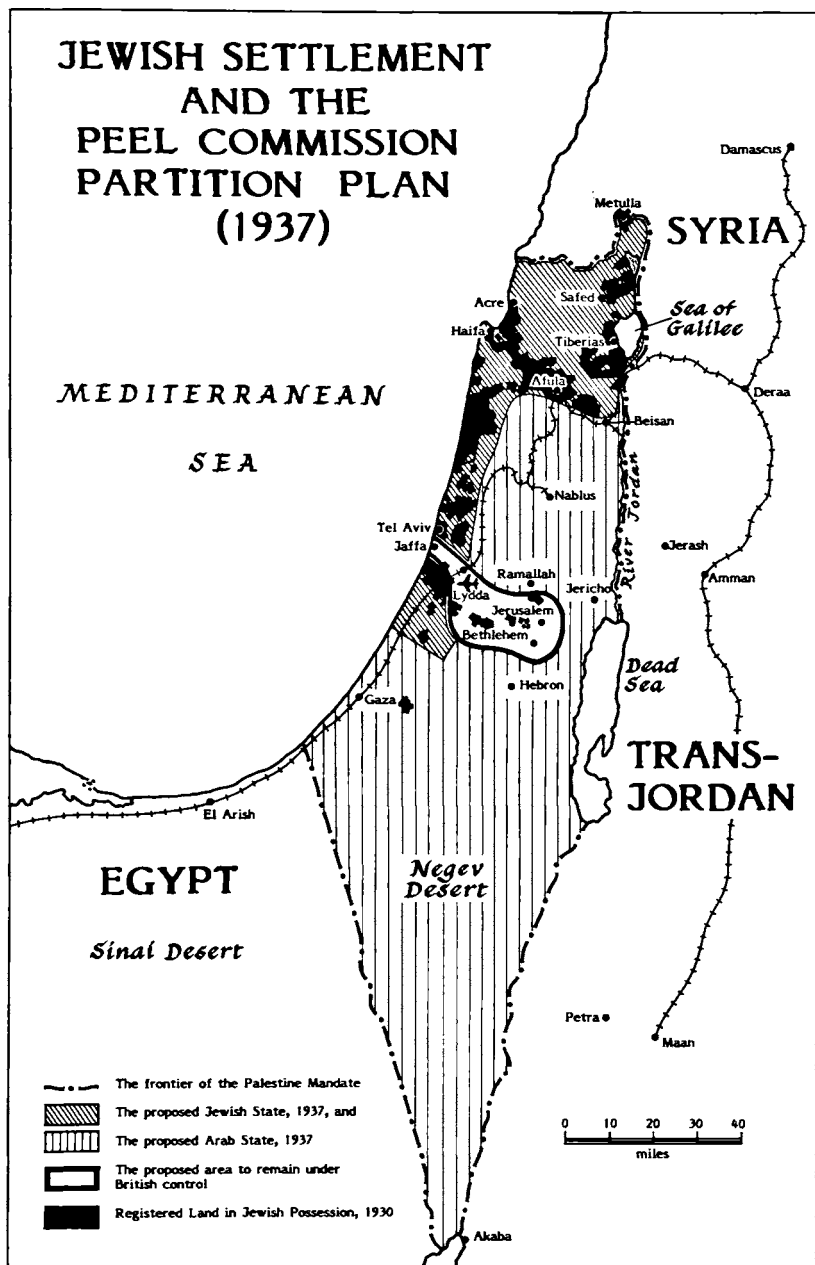 JEWISH SETTLEMENT
AND THE
PEEL COMMISSION
PARTITION PLAN
(1937)
Damascus
Metulla
SYRIA
Acre
Safed
Sea of
Galilee
Haifa
Tiberias
MEDITERRANEAN
SEA
Afula
Deraa
Beisan
Nablus
River Jordan
Tel Aviv
Jaffa
Jerash
Amman
Ramallah
Lydda
Jericho
Jerusalem
Bethlehem
Dead
Sea
Hebron
Gaza
TRANS-
JORDAN
El Arish
EGYPT
Negev
Desert
Sinai Desert
Petra
Maan
The frontier of the Palestine Mandate
The proposed Jewish State, 1937, and
The proposed Arab State, 1937
The proposed area to remain under
British control
Registered Land in Jewish Possession, 1930
0 10 20 30 40
miles
Akaba